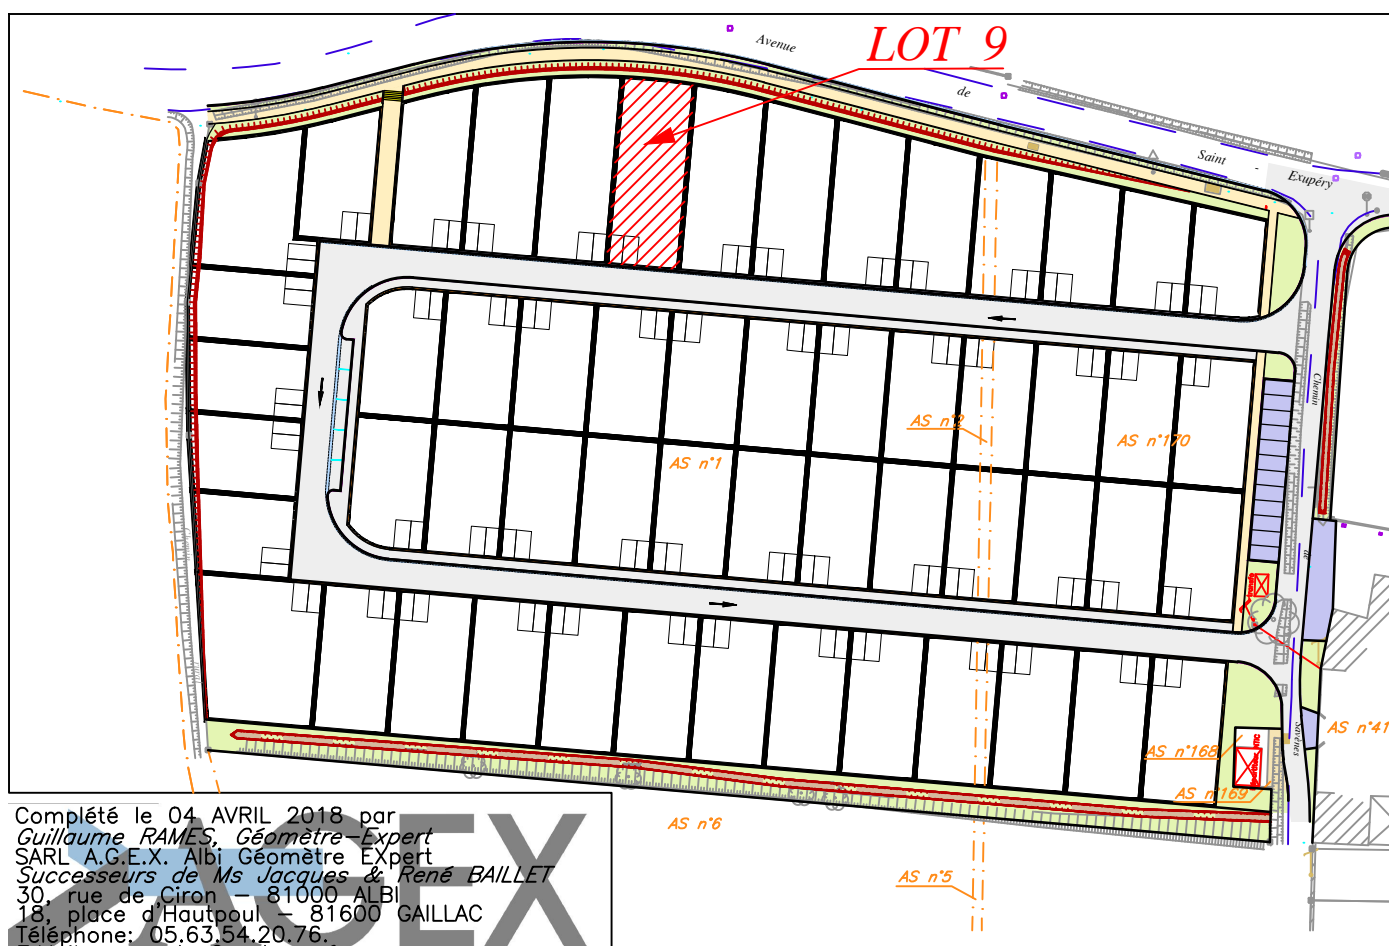 LOT 9
Avenue
de
Saint
-
Exupéry
Chemin
de
Savènes
AS n°2
AS n°170
AS n°1
AS n°168
AS n°169
AS n°41
AS n°6
AS n°5
Complété le 04 AVRIL 2018 par
Guillaume RAMES, Géomètre-Expert
SARL A.G.E.X. Albi Géomètre EXpert
Successeurs de Ms Jacques & René BAILLET
30, rue de Ciron - 81000 ALBI
18, place d'Hautpoul - 81600 GAILLAC
Téléphone: 05.63.54.20.76.
AGEX